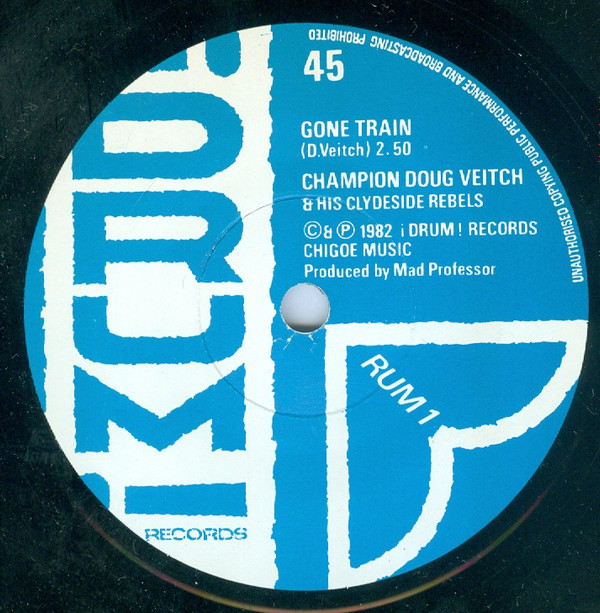 45
GONE TRAIN
(D.Veitch) 2.50
CHAMPION DOUG VEITCH
& HIS CLYDESIDE REBELS
©& ℗ 1982 ¡DRUM! RECORDS
CHIGOE MUSIC
Produced by Mad Professor
RUM 1
¡DRUM!
RECORDS
UNAUTHORISED COPYING PUBLIC PERFORMANCE AND BROADCASTING PROHIBITED